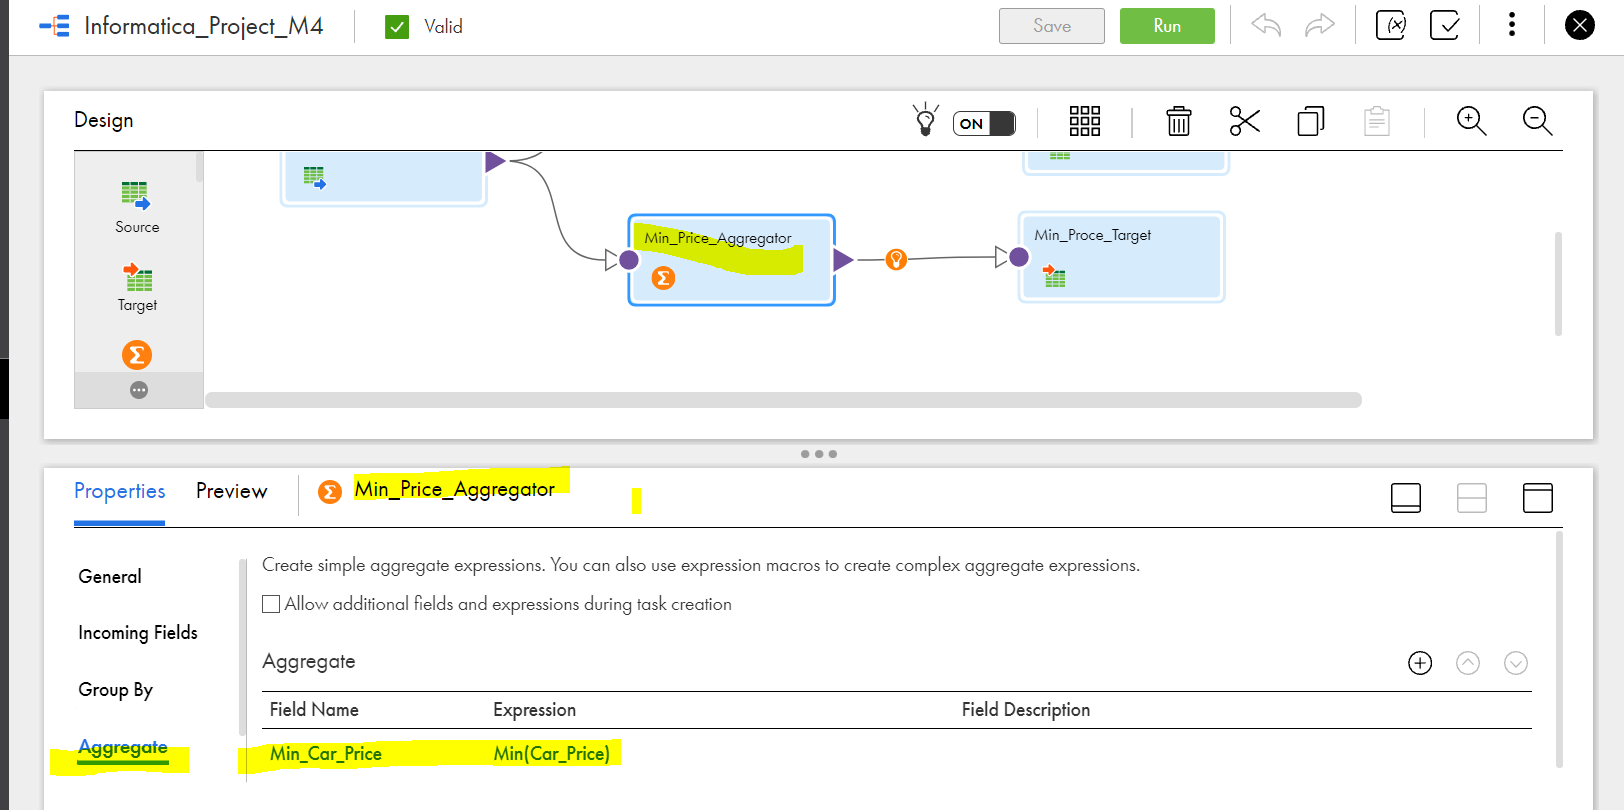 Informatica_Project_M4
Valid
Save
Run
Design
ON
Source
Target
Min_Price_Aggregator
Min_Proce_Target
Properties
Preview
Min_Price_Aggregator
General
Incoming Fields
Group By
Aggregate
Create simple aggregate expressions. You can also use expression macros to create complex aggregate expressions.
Allow additional fields and expressions during task creation
Aggregate
Field Name Expression Field Description
Min_Car_Price Min(Car_Price)